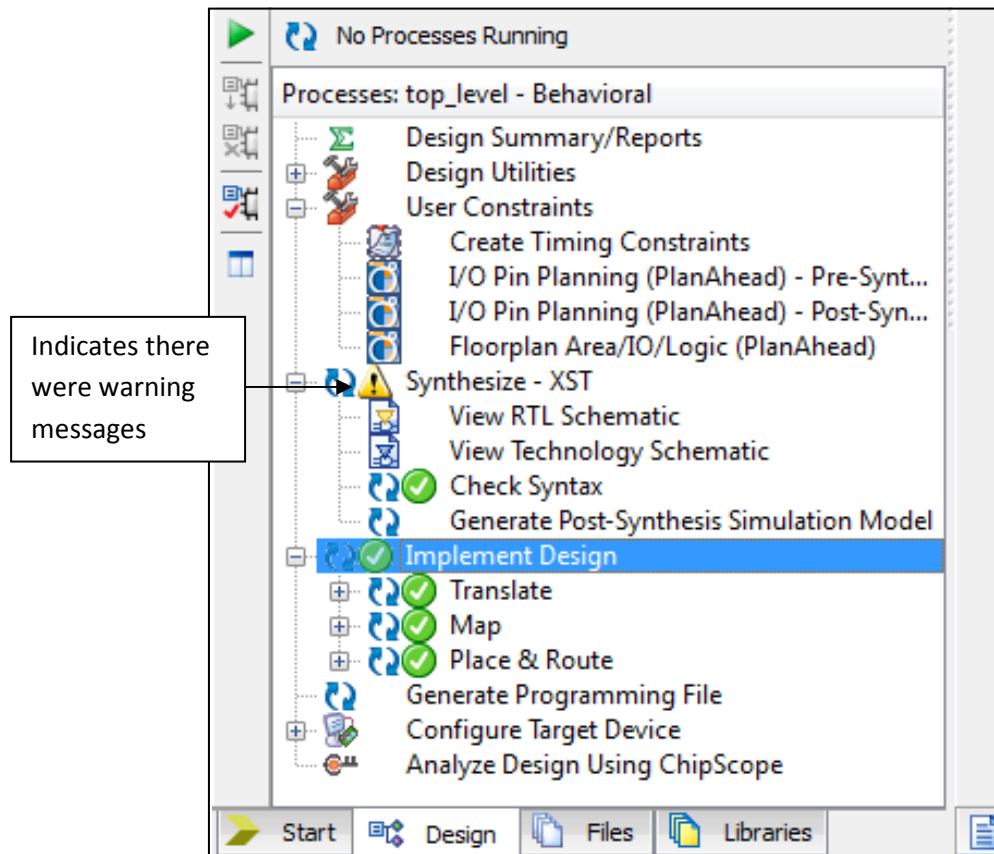 No Processes Running
Processes: top_level - Behavioral
Design Summary/Reports
Design Utilities
User Constraints
Create Timing Constraints
I/O Pin Planning (PlanAhead) - Pre-Synt...
I/O Pin Planning (PlanAhead) - Post-Syn...
Floorplan Area/IO/Logic (PlanAhead)
Indicates there
were warning
messages
Synthesize - XST
View RTL Schematic
View Technology Schematic
Check Syntax
Generate Post-Synthesis Simulation Model
Implement Design
Translate
Map
Place & Route
Generate Programming File
Configure Target Device
Analyze Design Using ChipScope
Start Design Files Libraries